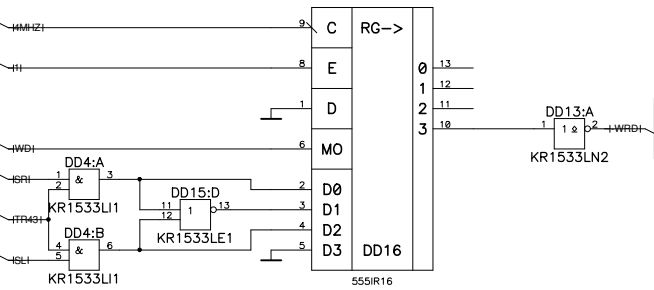 |4MHZ|
9
C
RG->
|1|
8
E
0
13
1
12
1
D
2
11
3
10
DD13:A
1
1
2
|WRD|
KR1533LN2
|WD|
6
MO
DD4:A
|SR|
1
2
&
3
KR1533LI1
DD15:D
11
12
1
13
KR1533LE1
2
D0
3
D1
4
D2
5
D3
DD16
|TR43|
DD4:B
4
5
&
6
|SL|
KR1533LI1
555IR16